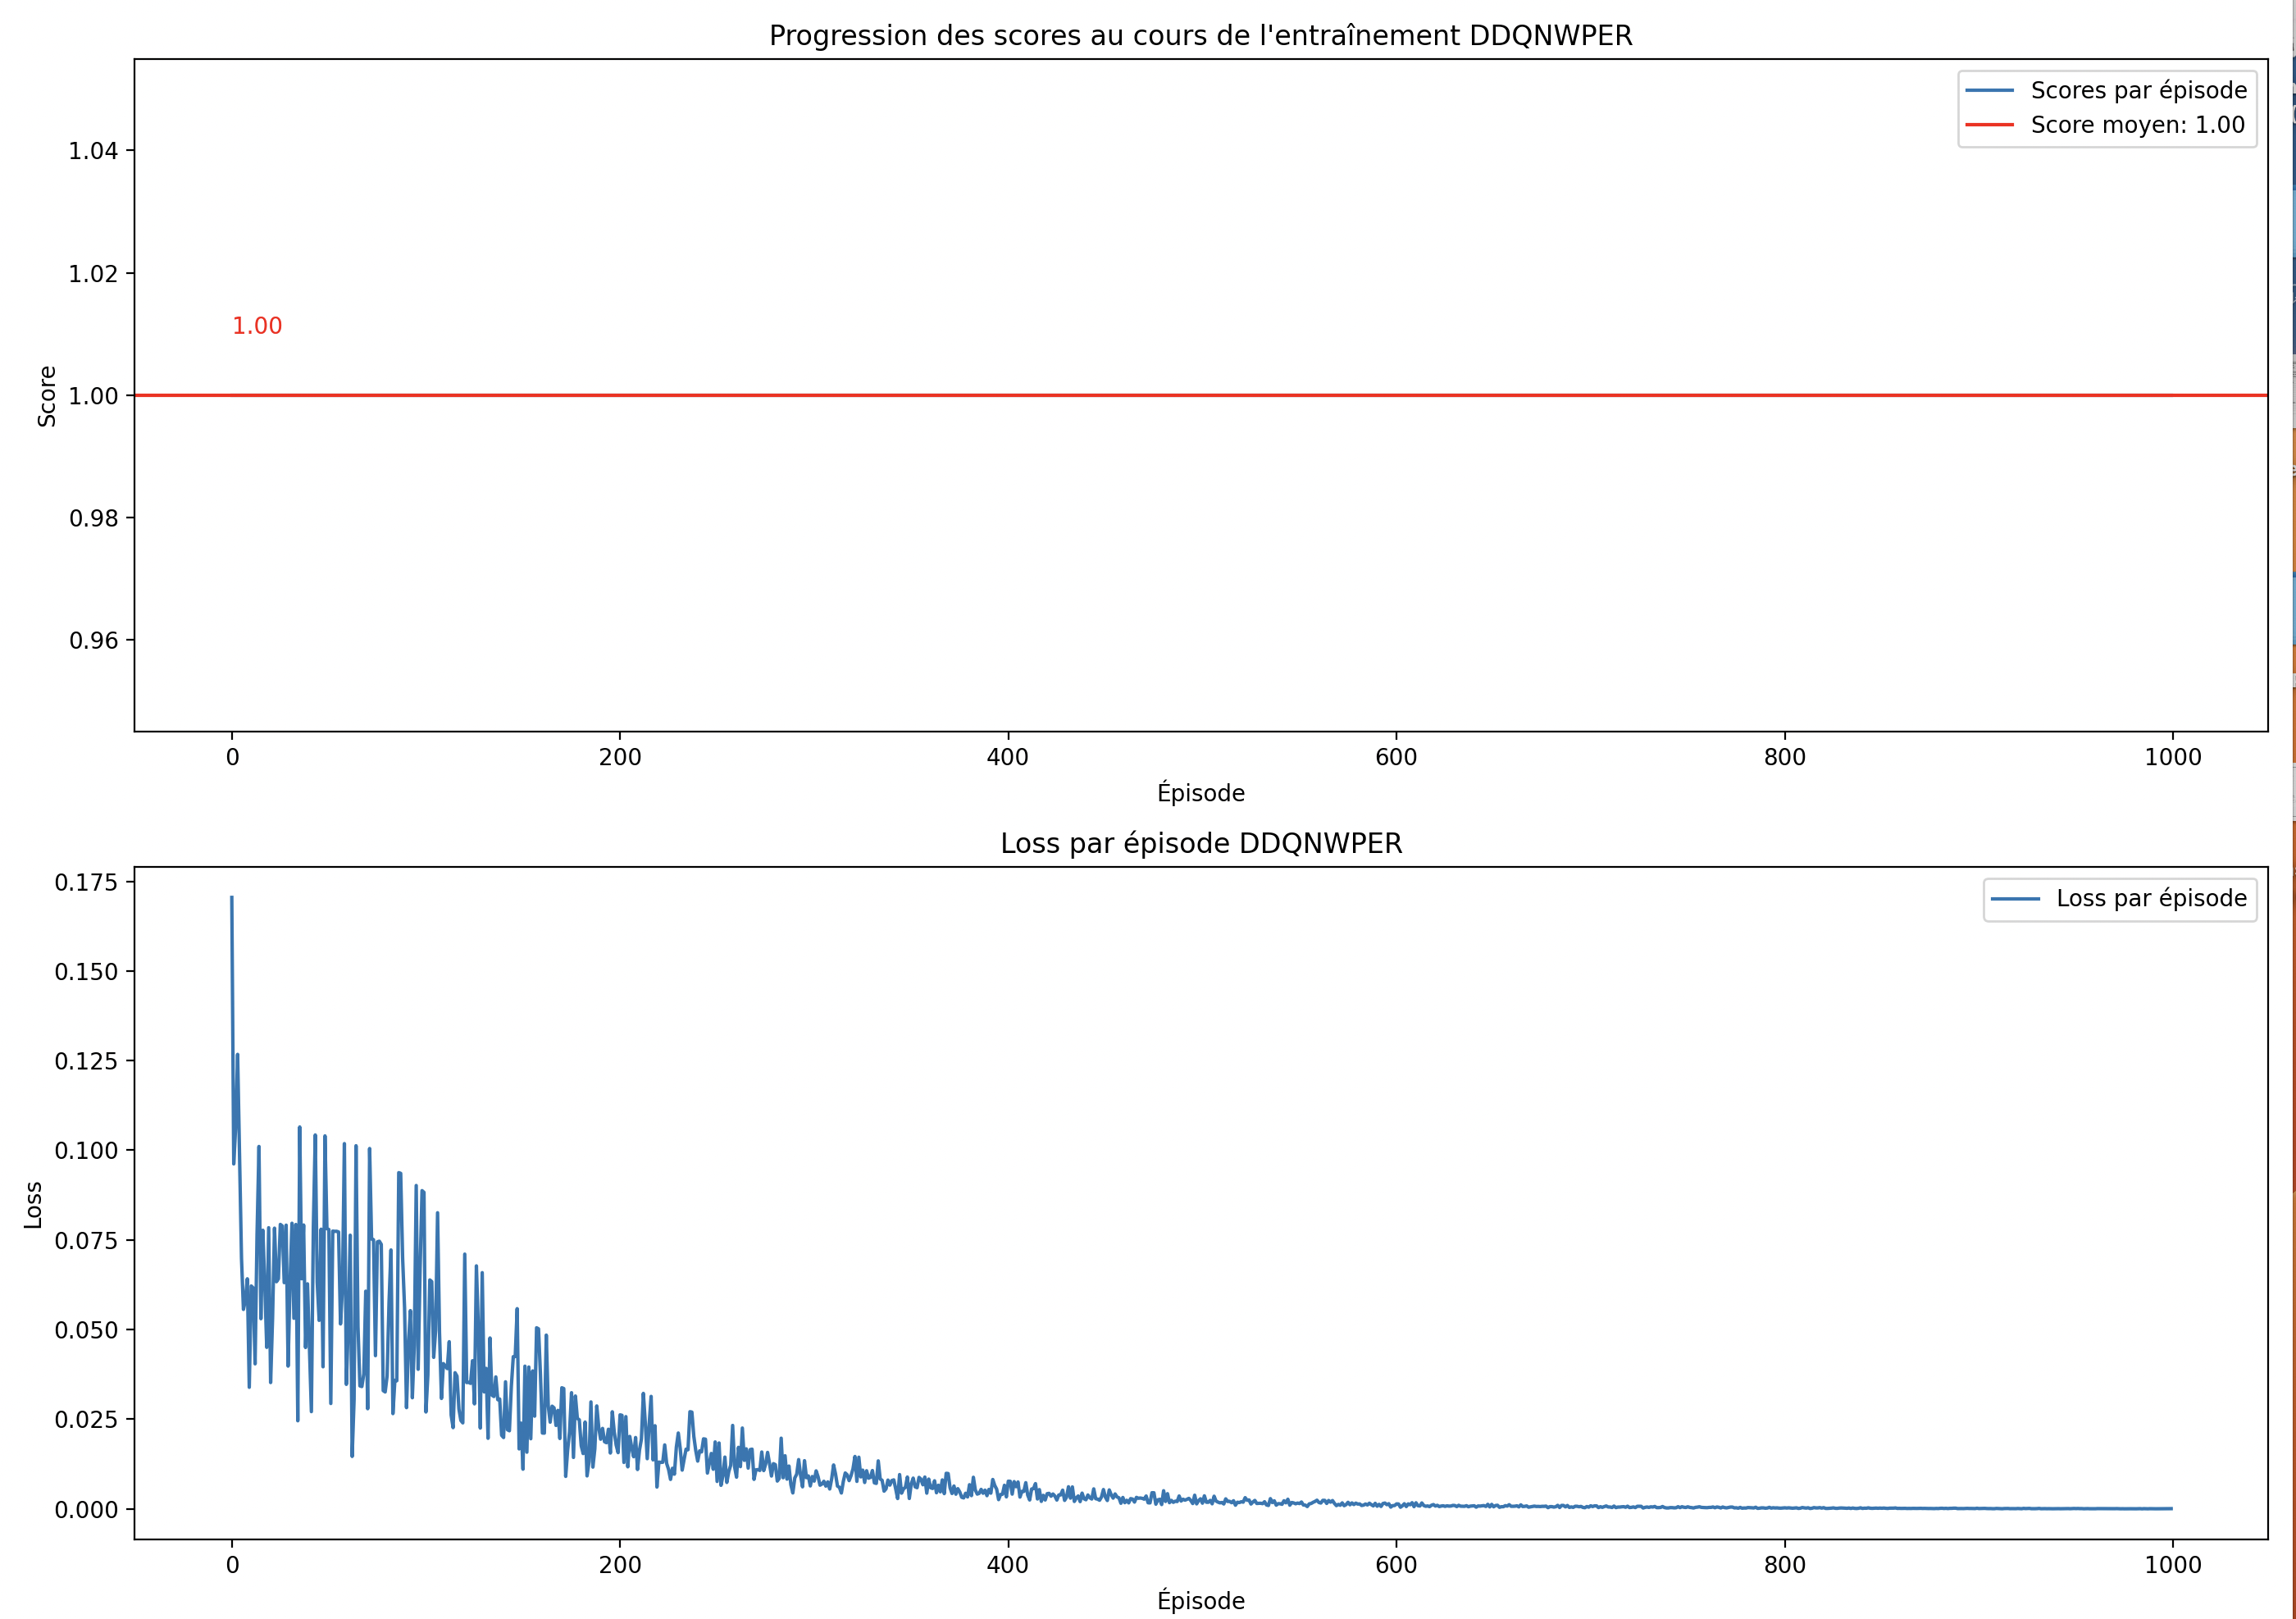 Progression des scores au cours de l'entraînement DDQNWPER
Scores par épisode
Score moyen: 1.00
1.04
1.02
1.00
1.00
0.98
0.96
Score
0
200
400
600
800
1000
Épisode
Loss par épisode DDQNWPER
Loss par épisode
0.175
0.150
0.125
0.100
0.075
0.050
0.025
0.000
Loss
0
200
400
600
800
1000
Épisode